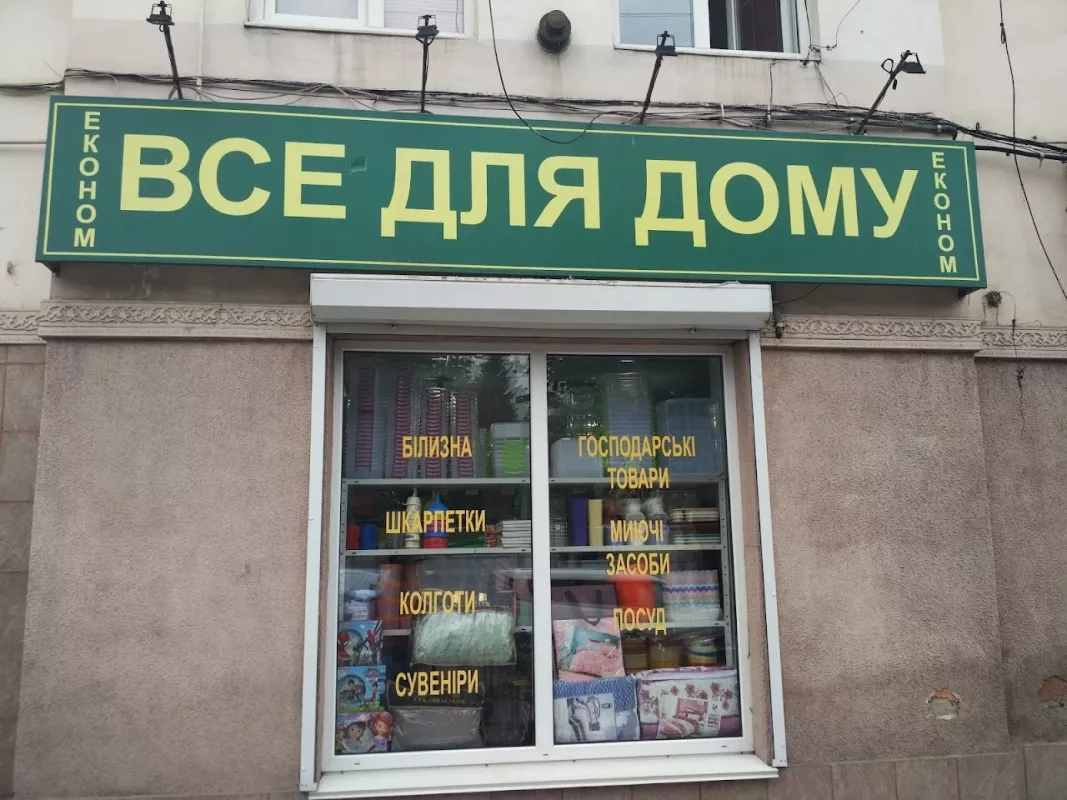 ЕКОНОМ
ВСЕ ДЛЯ ДОМУ
ЕКОНОМ
БІЛИЗНА
ШКАРПЕТКИ
КОЛГОТИ
СУВЕНІРИ
ГОСПОДАРСЬКІ
ТОВАРИ
МИЮЧІ
ЗАСОБИ
ПОСУД